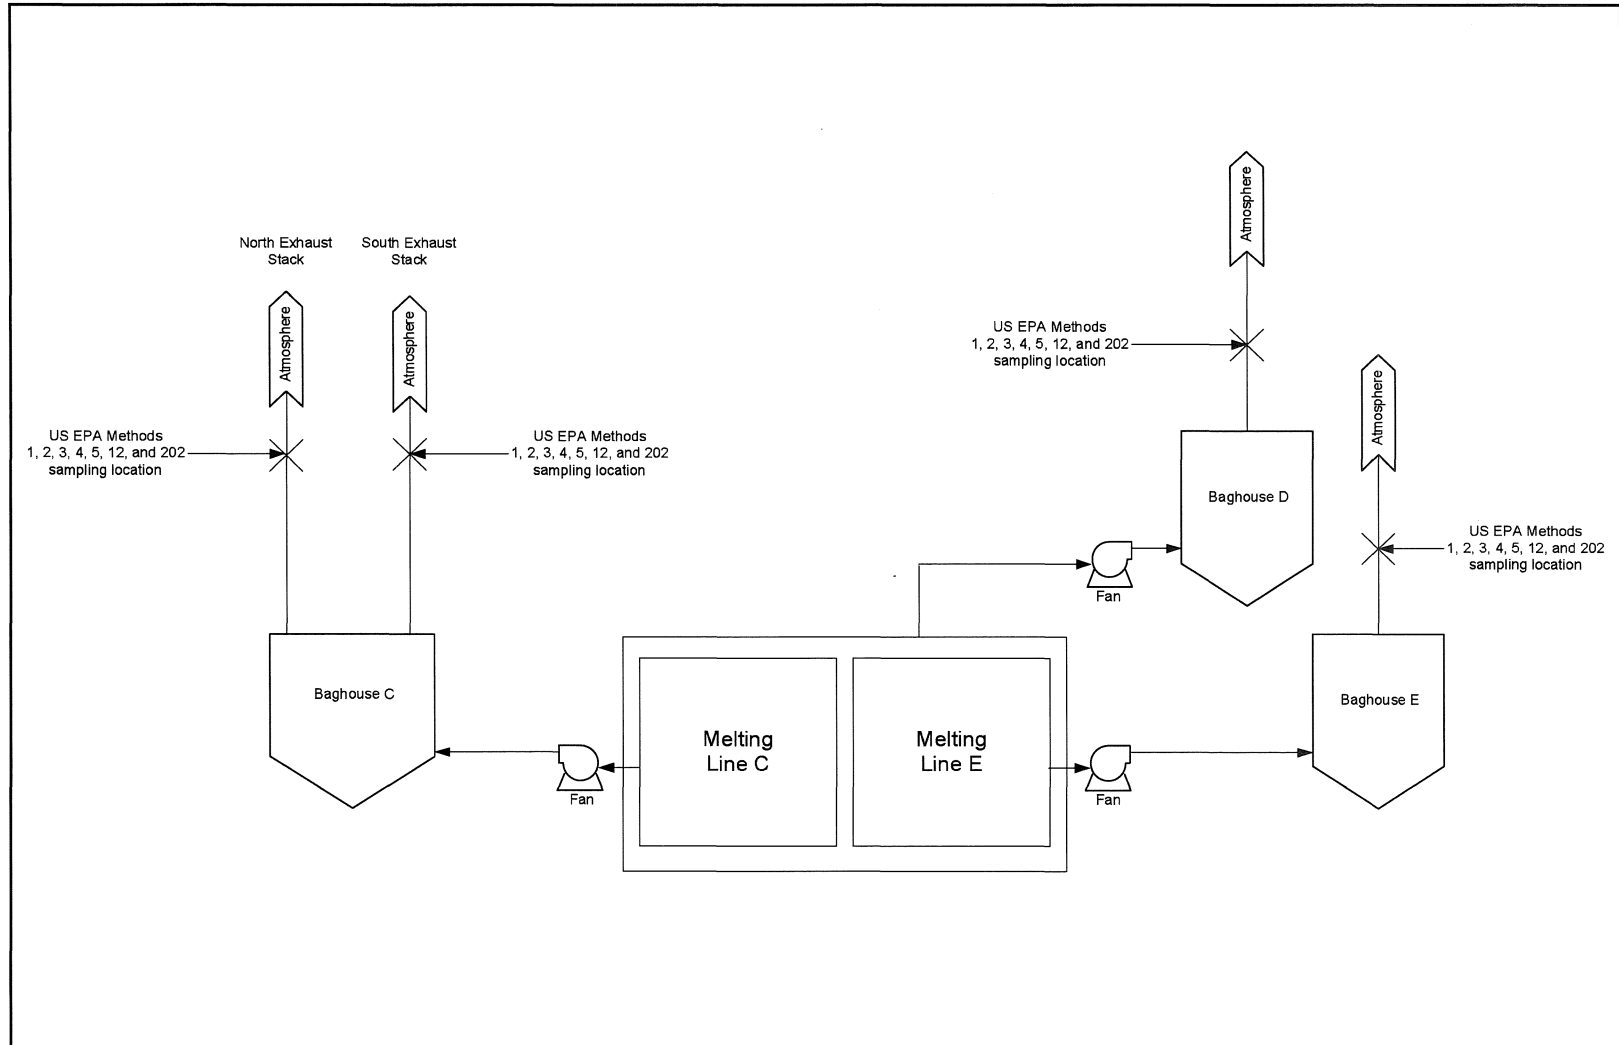 Atmosphere
North Exhaust
Stack
South Exhaust
Stack
Atmosphere
Atmosphere
US EPA Methods
1, 2, 3, 4, 5, 12, and 202
sampling location
Atmosphere
US EPA Methods
1, 2, 3, 4, 5, 12, and 202
sampling location
US EPA Methods
1, 2, 3, 4, 5, 12, and 202
sampling location
Baghouse D
US EPA Methods
1, 2, 3, 4, 5, 12, and 202
sampling location
Fan
Baghouse C
Baghouse E
Melting
Line C
Melting
Line E
Fan
Fan